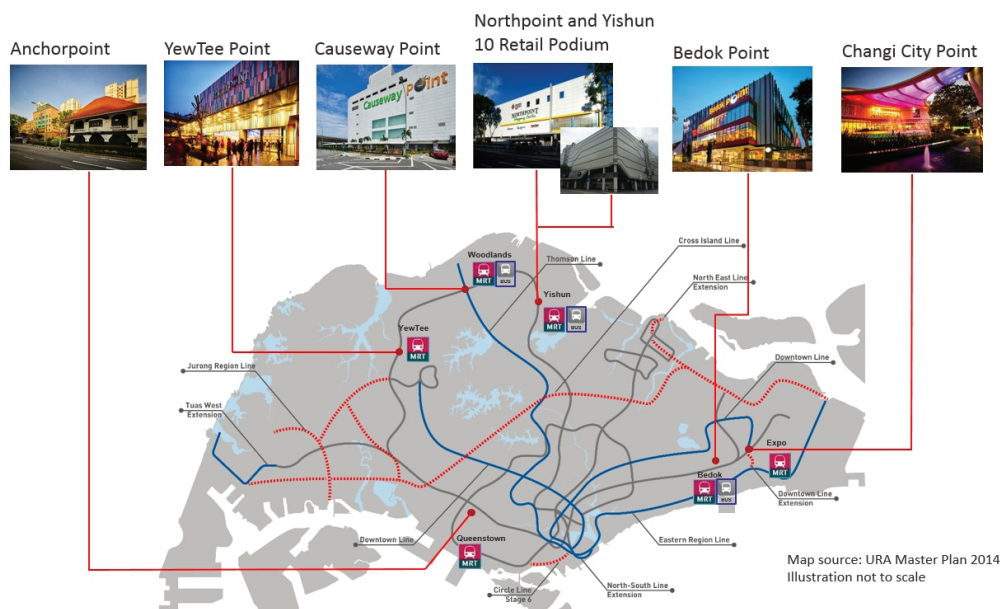 Anchorpoint
YewTee Point
Causeway Point
Northpoint and Yishun
10 Retail Podium
Bedok Point
Changi City Point
Causeway Point
NORTHPOINT
Bedok Point
Woodlands
MRT
BUS
Thomson Line
Cross Island Line
North East Line
Extension
Yishun
MRT
BUS
YewTee
MRT
Jurong Region Line
Tuas West
Extension
Downtown Line
Expo
MRT
Bedok
MRT
BUS
Downtown Line
Extension
Downtown Line
Queenstown
MRT
Eastern Region Line
Circle Line
Stage 6
North-South Line
Extension
Map source: URA Master Plan 2014
Illustration not to scale